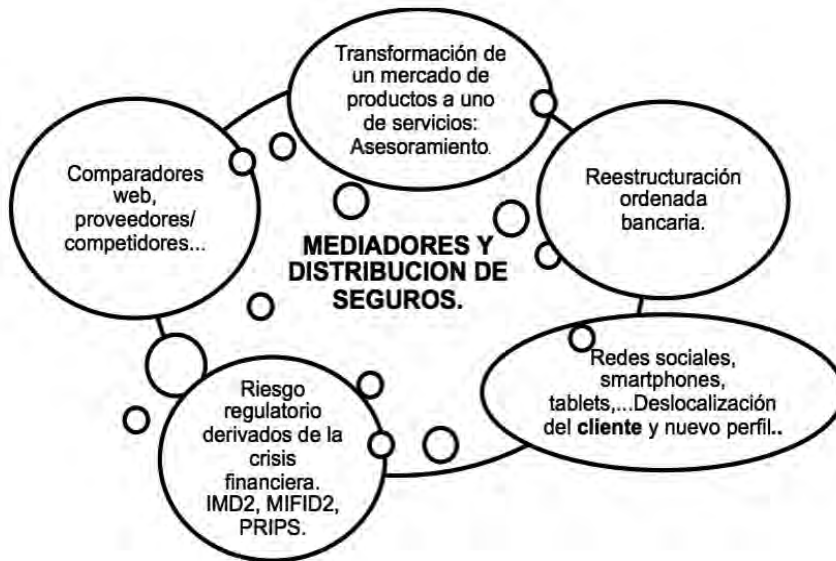 Transformación de
un mercado de
productos a uno
de servicios:
Asesoramiento.
Comparadores
web,
proveedores/
competidores...
Reestructuración
ordenada
bancaria.
MEDIADORES Y
DISTRIBUCION DE
SEGUROS.
Redes sociales,
smartphones,
tablets,...Deslocalización
del cliente y nuevo perfil..
Riesgo
regulatorio
derivados de la
crisis
financiera.
IMD2, MIFID2,
PRIPS.